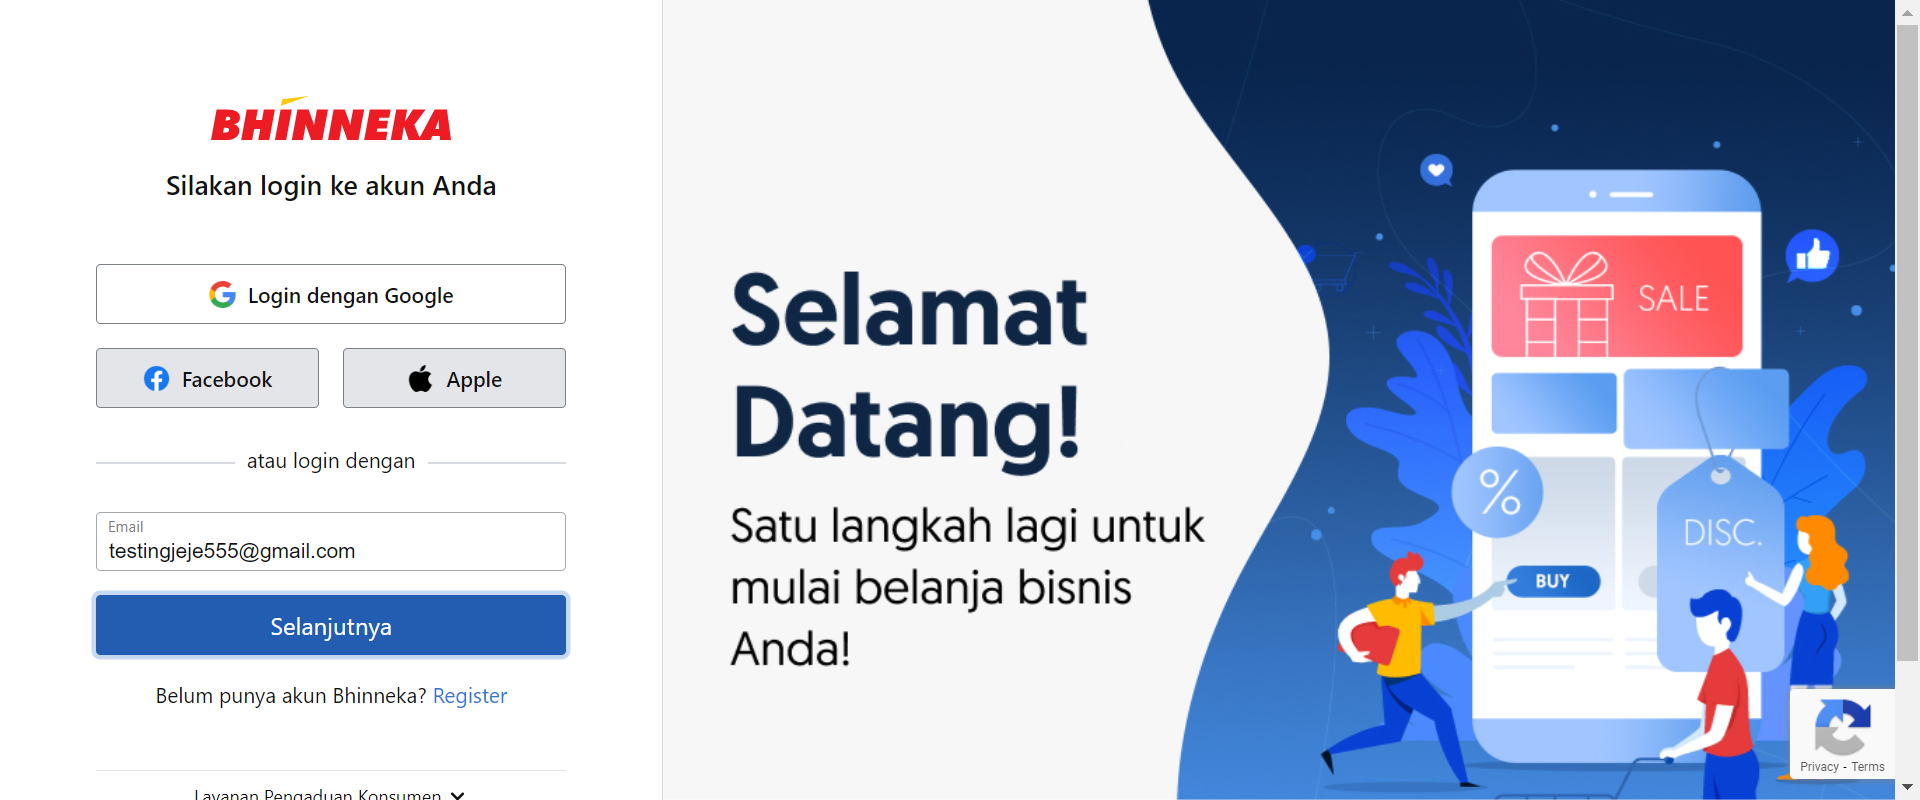 BHINNEKA
Silakan login ke akun Anda
Login dengan Google
Facebook
Apple
atau login dengan
Email
testingjeje555@gmail.com
Selanjutnya
Belum punya akun Bhinneka? Register
Layanan Pengaduan Konsumen
Selamat
Datang!
Satu langkah lagi untuk
mulai belanja bisnis
Anda!
SALE
%
DISC.
BUY
Privacy - Terms